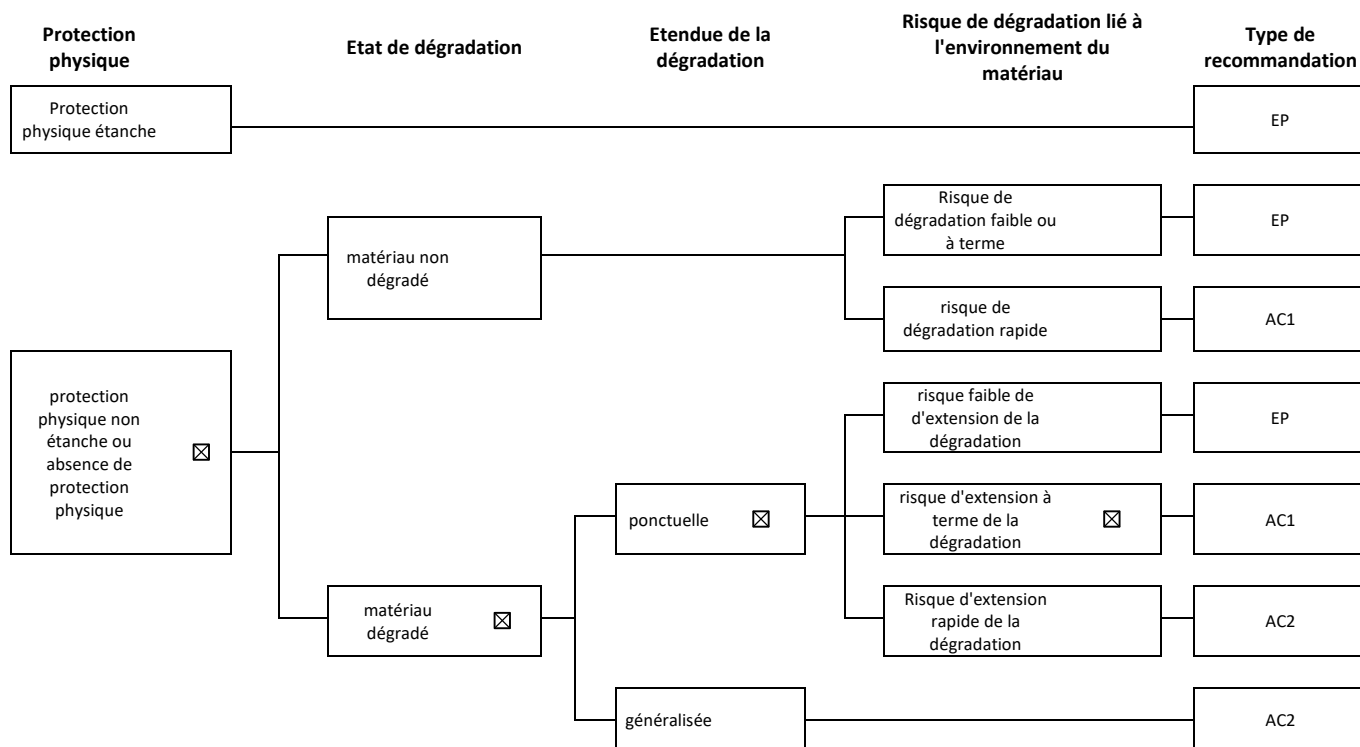 Protection
physique
Etat de dégradation
Etendue de la
dégradation
Risque de dégradation lié à
l'environnement du
matériau
Type de
recommandation
Protection
physique étanche
EP
matériau non
dégradé
Risque de
dégradation faible ou
à terme
EP
risque de
dégradation rapide
AC1
protection
physique non
étanche ou
absence de
protection
physique
☒
risque faible de
d'extension de la
dégradation
EP
ponctuelle ☒
risque d'extension à
terme de la
dégradation
☒
AC1
matériau
dégradé
☒
Risque d'extension
rapide de la
dégradation
AC2
généralisée
AC2